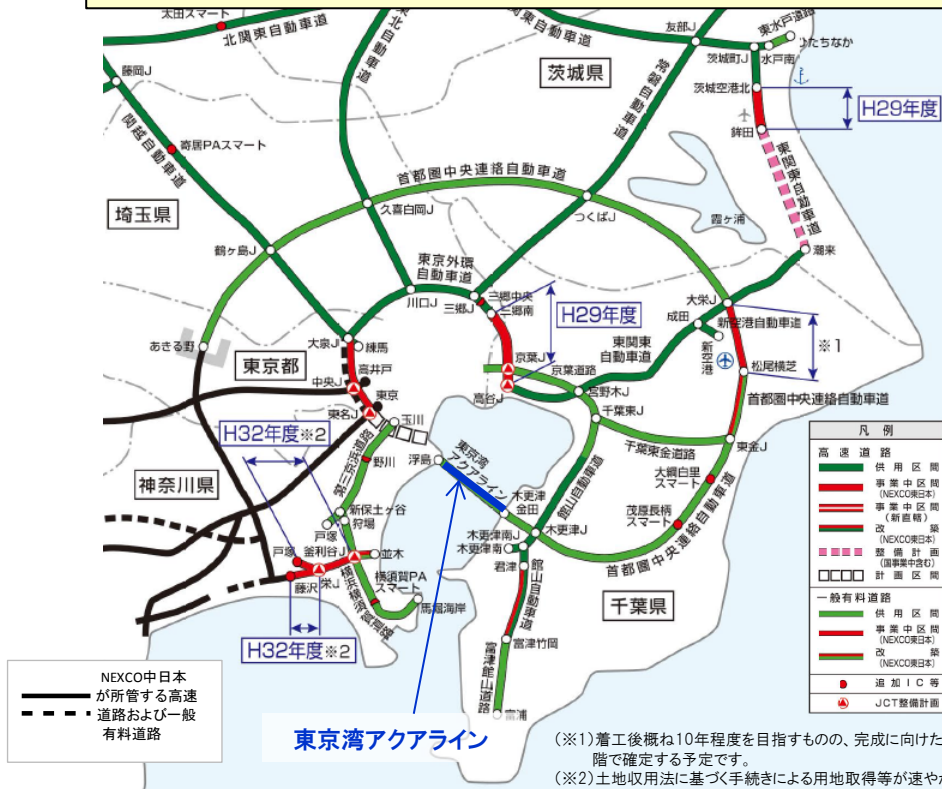 太田スマート
北関東自動車道
北自動車道
関東自動車道
友部J
東水戸道路
ひたちなか
茨城町J
水戸南
藤岡J
茨城県
常磐自動車道
茨城空港北
H29年度
鉾田
関越自動車道
寄居PAスマート
東関東自動車道
首都圏中央連絡自動車道
埼玉県
久喜白岡J
つくばJ
霞ヶ浦
鶴ヶ島J
潮来
東京外環
自動車道
三郷中央
川口J
三郷J
三郷南
大栄J
成田
新空港自動車道
H29年度
東関東
自動車道
新空港
※1
あきる野
大泉J
練馬
京葉J
京葉道路
松尾横芝
東京都
高井戸
中央J
高谷J
宮野木J
首都圏中央連絡自動車道
東京
東名J
玉川
千葉東J
H32年度※2
第三京浜道路
浮島
東京湾
アクアライン
千葉東金道路
東金J
野川
大網白里
スマート
神奈川県
木更津
金田
館山自動車道
新保土ヶ谷
狩場
戸塚
木更津南J
木更津J
茂原長柄
スマート
木更津南
戸塚
釜利谷J
並木
君津
首都圏中央連絡自動車道
藤沢
栄J
横浜横須賀道路
横須賀PA
スマート
館山自動車道
馬堀海岸
千葉県
H32年度※2
富津竹岡
富津館山道路
富浦
東京湾アクアライン
NEXCO中日本
が所管する高速
道路および一般
有料道路
凡例
高速道路
供用区間
事業中区間
(NEXCO東日本)
事業中区間
(新直轄)
改築
(NEXCO東日本)
整備計画
(国事業中含む)
計画区間
一般有料道路
供用区間
事業中区間
(NEXCO東日本)
改築
(NEXCO東日本)
追加IC等
JCT整備計画
(※1)着工後概ね10年程度を目指すものの、完成に向けた
階で確定する予定です。
(※2)土地収用法に基づく手続きによる用地取得等が速やか